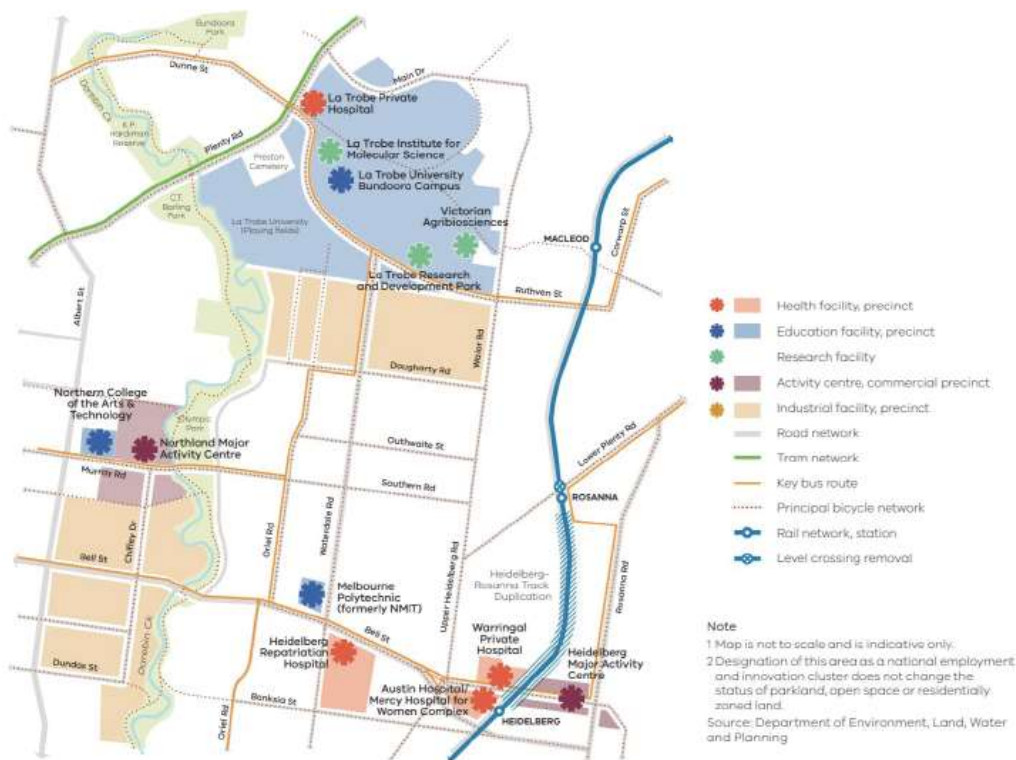 Bundoora
Park
Dunne St
Main Dr
Darebin Ck
La Trobe Private
Hospital
K.P.
Hardiman
Reserve
Plenty Rd
La Trobe Institute for
Molecular Science
Preston
Cemetery
La Trobe University
Bundoora Campus
C.T.
Barling
Park
La Trobe University
(Playing fields)
Victorian
Agribiosciences
MACLEOD
Carwarp St
La Trobe Research
and Development Park
Ruthven St
Albert St
Waiora Rd
Daugharty Rd
Northern College
of the Arts &
Technology
Olympic
Park
Northland Major
Activity Centre
Outhwaite St
Lower Plenty Rd
Murray Rd
Southern Rd
ROSANNA
Chifley Dr
Oriel Rd
Waterdale Rd
Upper Heidelberg Rd
Bell St
Heidelberg-
Rosanna Track
Duplication
Rosanna Rd
Melbourne
Polytechnic
(formerly NMIT)
Darebin Ck
Bell St
Heidelberg
Repatriation
Hospital
Warringal
Private
Hospital
Heidelberg
Major Activity
Centre
Dundas St
Banksia St
Austin Hospital/
Mercy Hospital for
Women Complex
Oriel Rd
HEIDELBERG
Health facility, precinct
Education facility, precinct
Research facility
Activity centre, commercial precinct
Industrial facility, precinct
Road network
Tram network
Key bus route
Principal bicycle network
Rail network, station
Level crossing removal
Note
1 Map is not to scale and is indicative only.
2 Designation of this area as a national employment
and innovation cluster does not change the
status of parkland, open space or residentially
zoned land.
Source: Department of Environment, Land, Water
and Planning